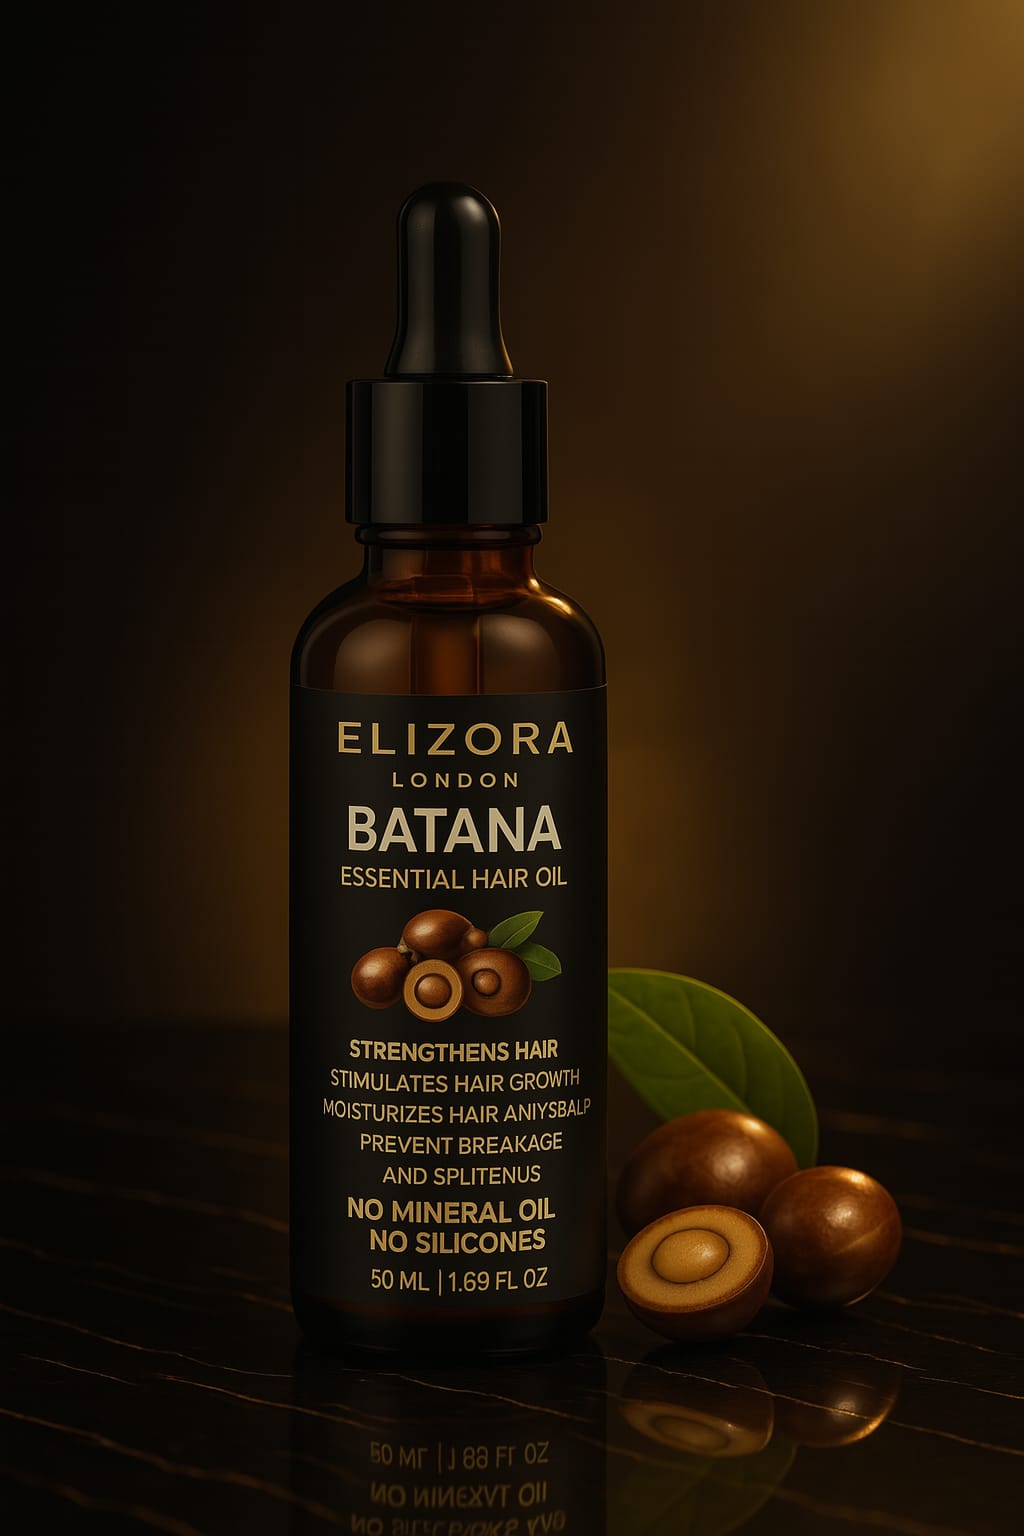 ELIZORA
LONDON
BATANA
ESSENTIAL HAIR OIL
STRENGTHENS HAIR
STIMULATES HAIR GROWTH
MOISTURIZES HAIR ANIYSBALP
PREVENT BREAKAGE
AND SPLITENUS
NO MINERAL OIL
NO SILICONES
50 ML | 1.69 FL OZ